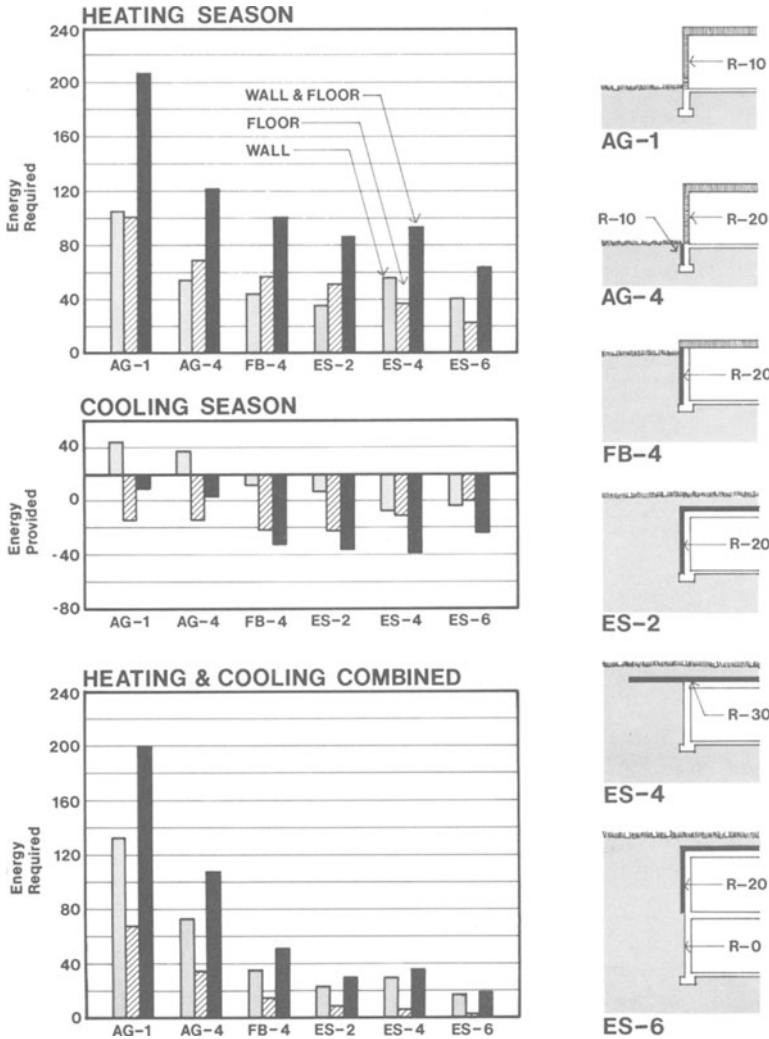 HEATING SEASON
240
200
160
120
80
40
0
Energy
Required
WALL & FLOOR
FLOOR
WALL
AG-1 AG-4 FB-4 ES-2 ES-4 ES-6
COOLING SEASON
40
0
-40
-80
Energy
Provided
AG-1 AG-4 FB-4 ES-2 ES-4 ES-6
HEATING & COOLING COMBINED
240
200
160
120
80
40
0
Energy
Required
AG-1 AG-4 FB-4 ES-2 ES-4 ES-6
R-10
AG-1
R-10 R-20
AG-4
R-20
FB-4
R-20
ES-2
R-30
ES-4
R-20
R-0
ES-6